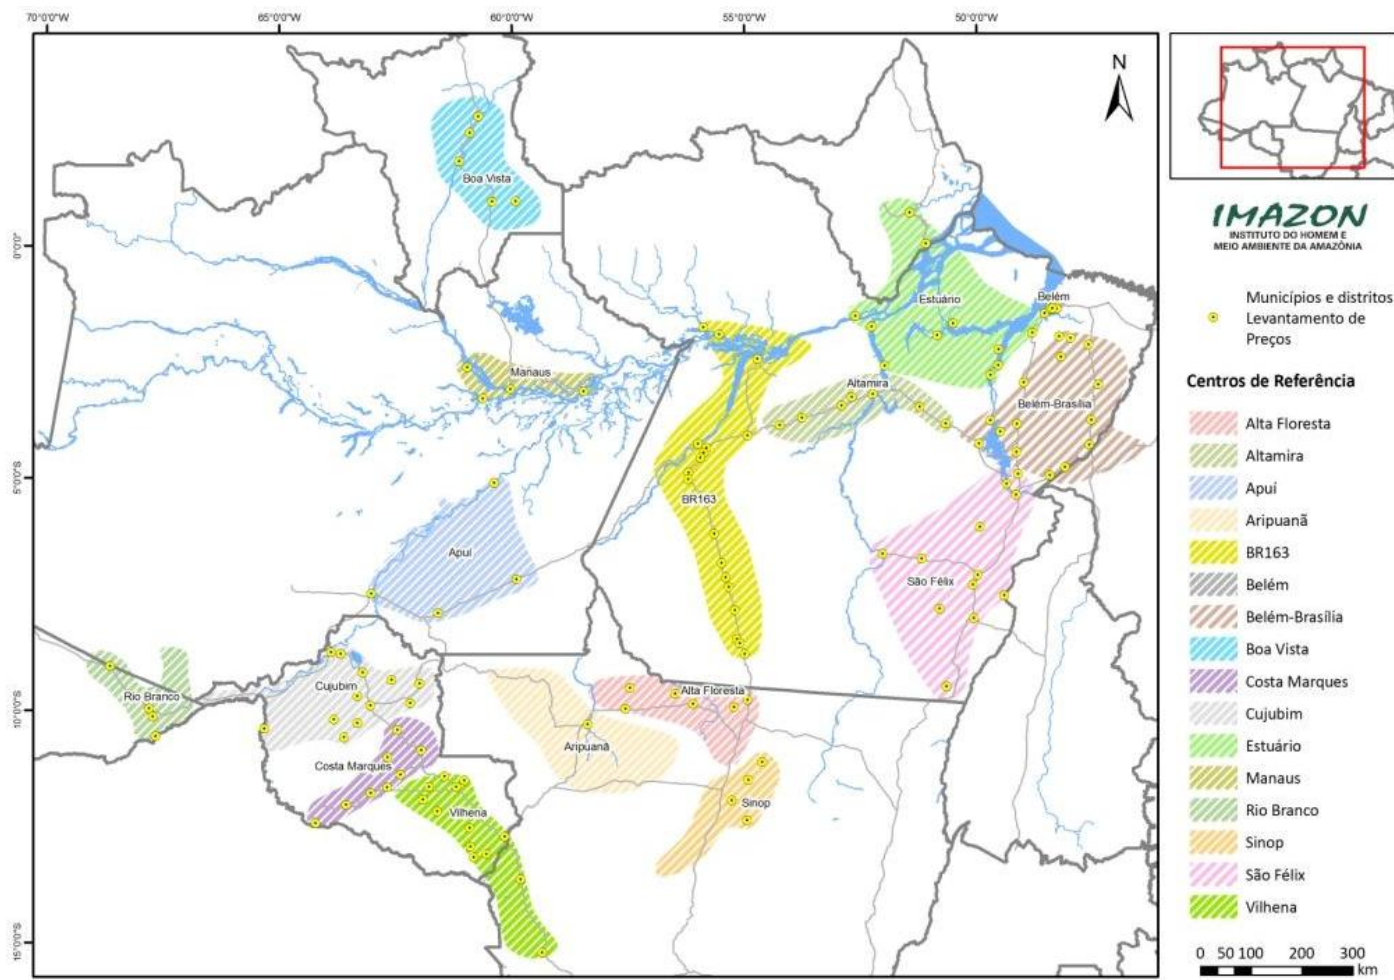 70°0'0"W
65°0'0"W
60°0'0"W
55°0'0"W
50°0'0"W
0°0'0"
5°0'0"S
10°0'0"S
15°0'0"S
N
Boa Vista
Estuário
Belém
Manaus
Altamira
Belém-Brasília
BR163
Apuí
São Félix
Rio Branco
Cujubim
Alta Floresta
Aripuanã
Costa Marques
Sinop
Vilhena
IMAZON
INSTITUTO DO HOMEM E
MEIO AMBIENTE DA AMAZÔNIA
Municípios e distritos
Levantamento de
Preços
Centros de Referência
Alta Floresta
Altamira
Apuí
Aripuanã
BR163
Belém
Belém-Brasília
Boa Vista
Costa Marques
Cujubim
Estuário
Manaus
Rio Branco
Sinop
São Félix
Vilhena
0 50 100 200 300
km